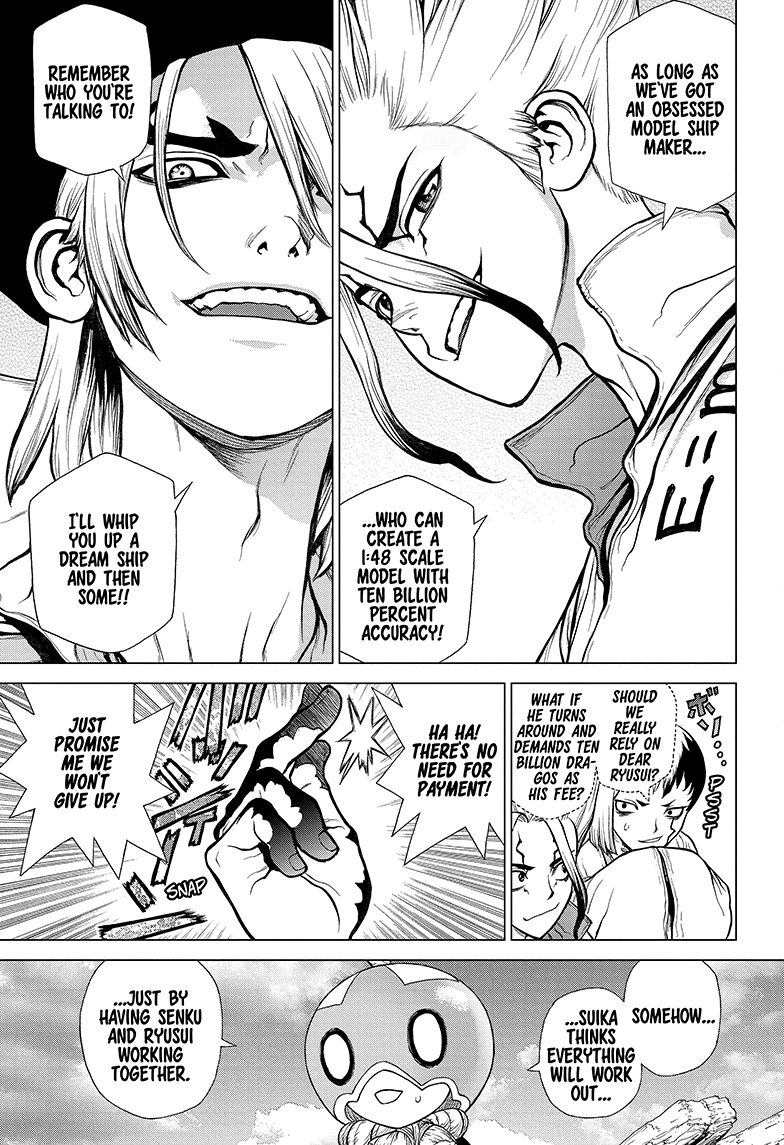 AS LONG AS
WE'VE GOT
AN OBSESSED
MODEL SHIP
MAKER...
...WHO CAN
CREATE A
1:48 SCALE
MODEL WITH
TEN BILLION
PERCENT
ACCURACY!
E=m
REMEMBER
WHO YOU'RE
TALKING TO!
I'LL WHIP
YOU UP A
DREAM SHIP
AND THEN
SOME!!
ボソ...
PSST
SHOULD
WE
REALLY
RELY ON
DEAR
RYUSUI?
WHAT IF
HE TURNS
AROUND AND
DEMANDS TEN
BILLION DRA-
GOS AS
HIS FEE?
HA HA!
THERE'S NO
NEED FOR
PAYMENT!
SNAP
JUST
PROMISE
ME WE
WON'T
GIVE UP!
SOMEHOW...
...SUIKA
THINKS
EVERYTHING
WILL WORK
OUT...
...JUST BY
HAVING SENKU
AND RYUSUI
WORKING
TOGETHER.